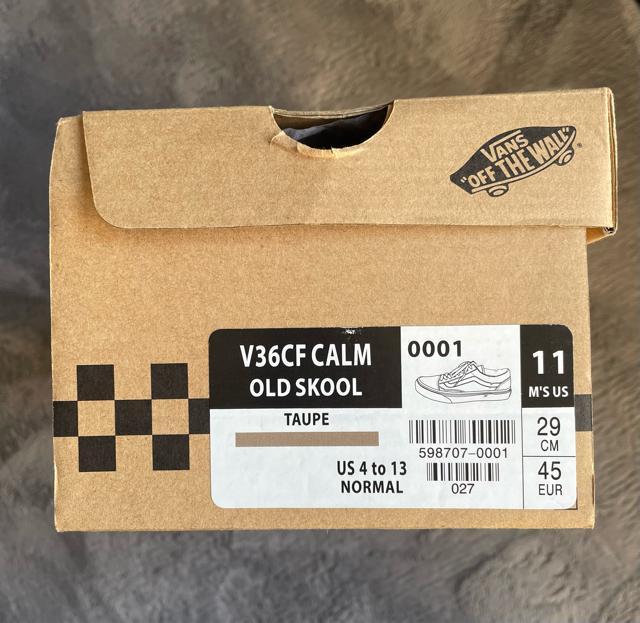 VANS
"OFF THE WALL"
®
V36CF CALM
OLD SKOOL
0001
11
M'S US
TAUPE
29
CM
598707-0001
US 4 to 13
NORMAL
027
45
EUR